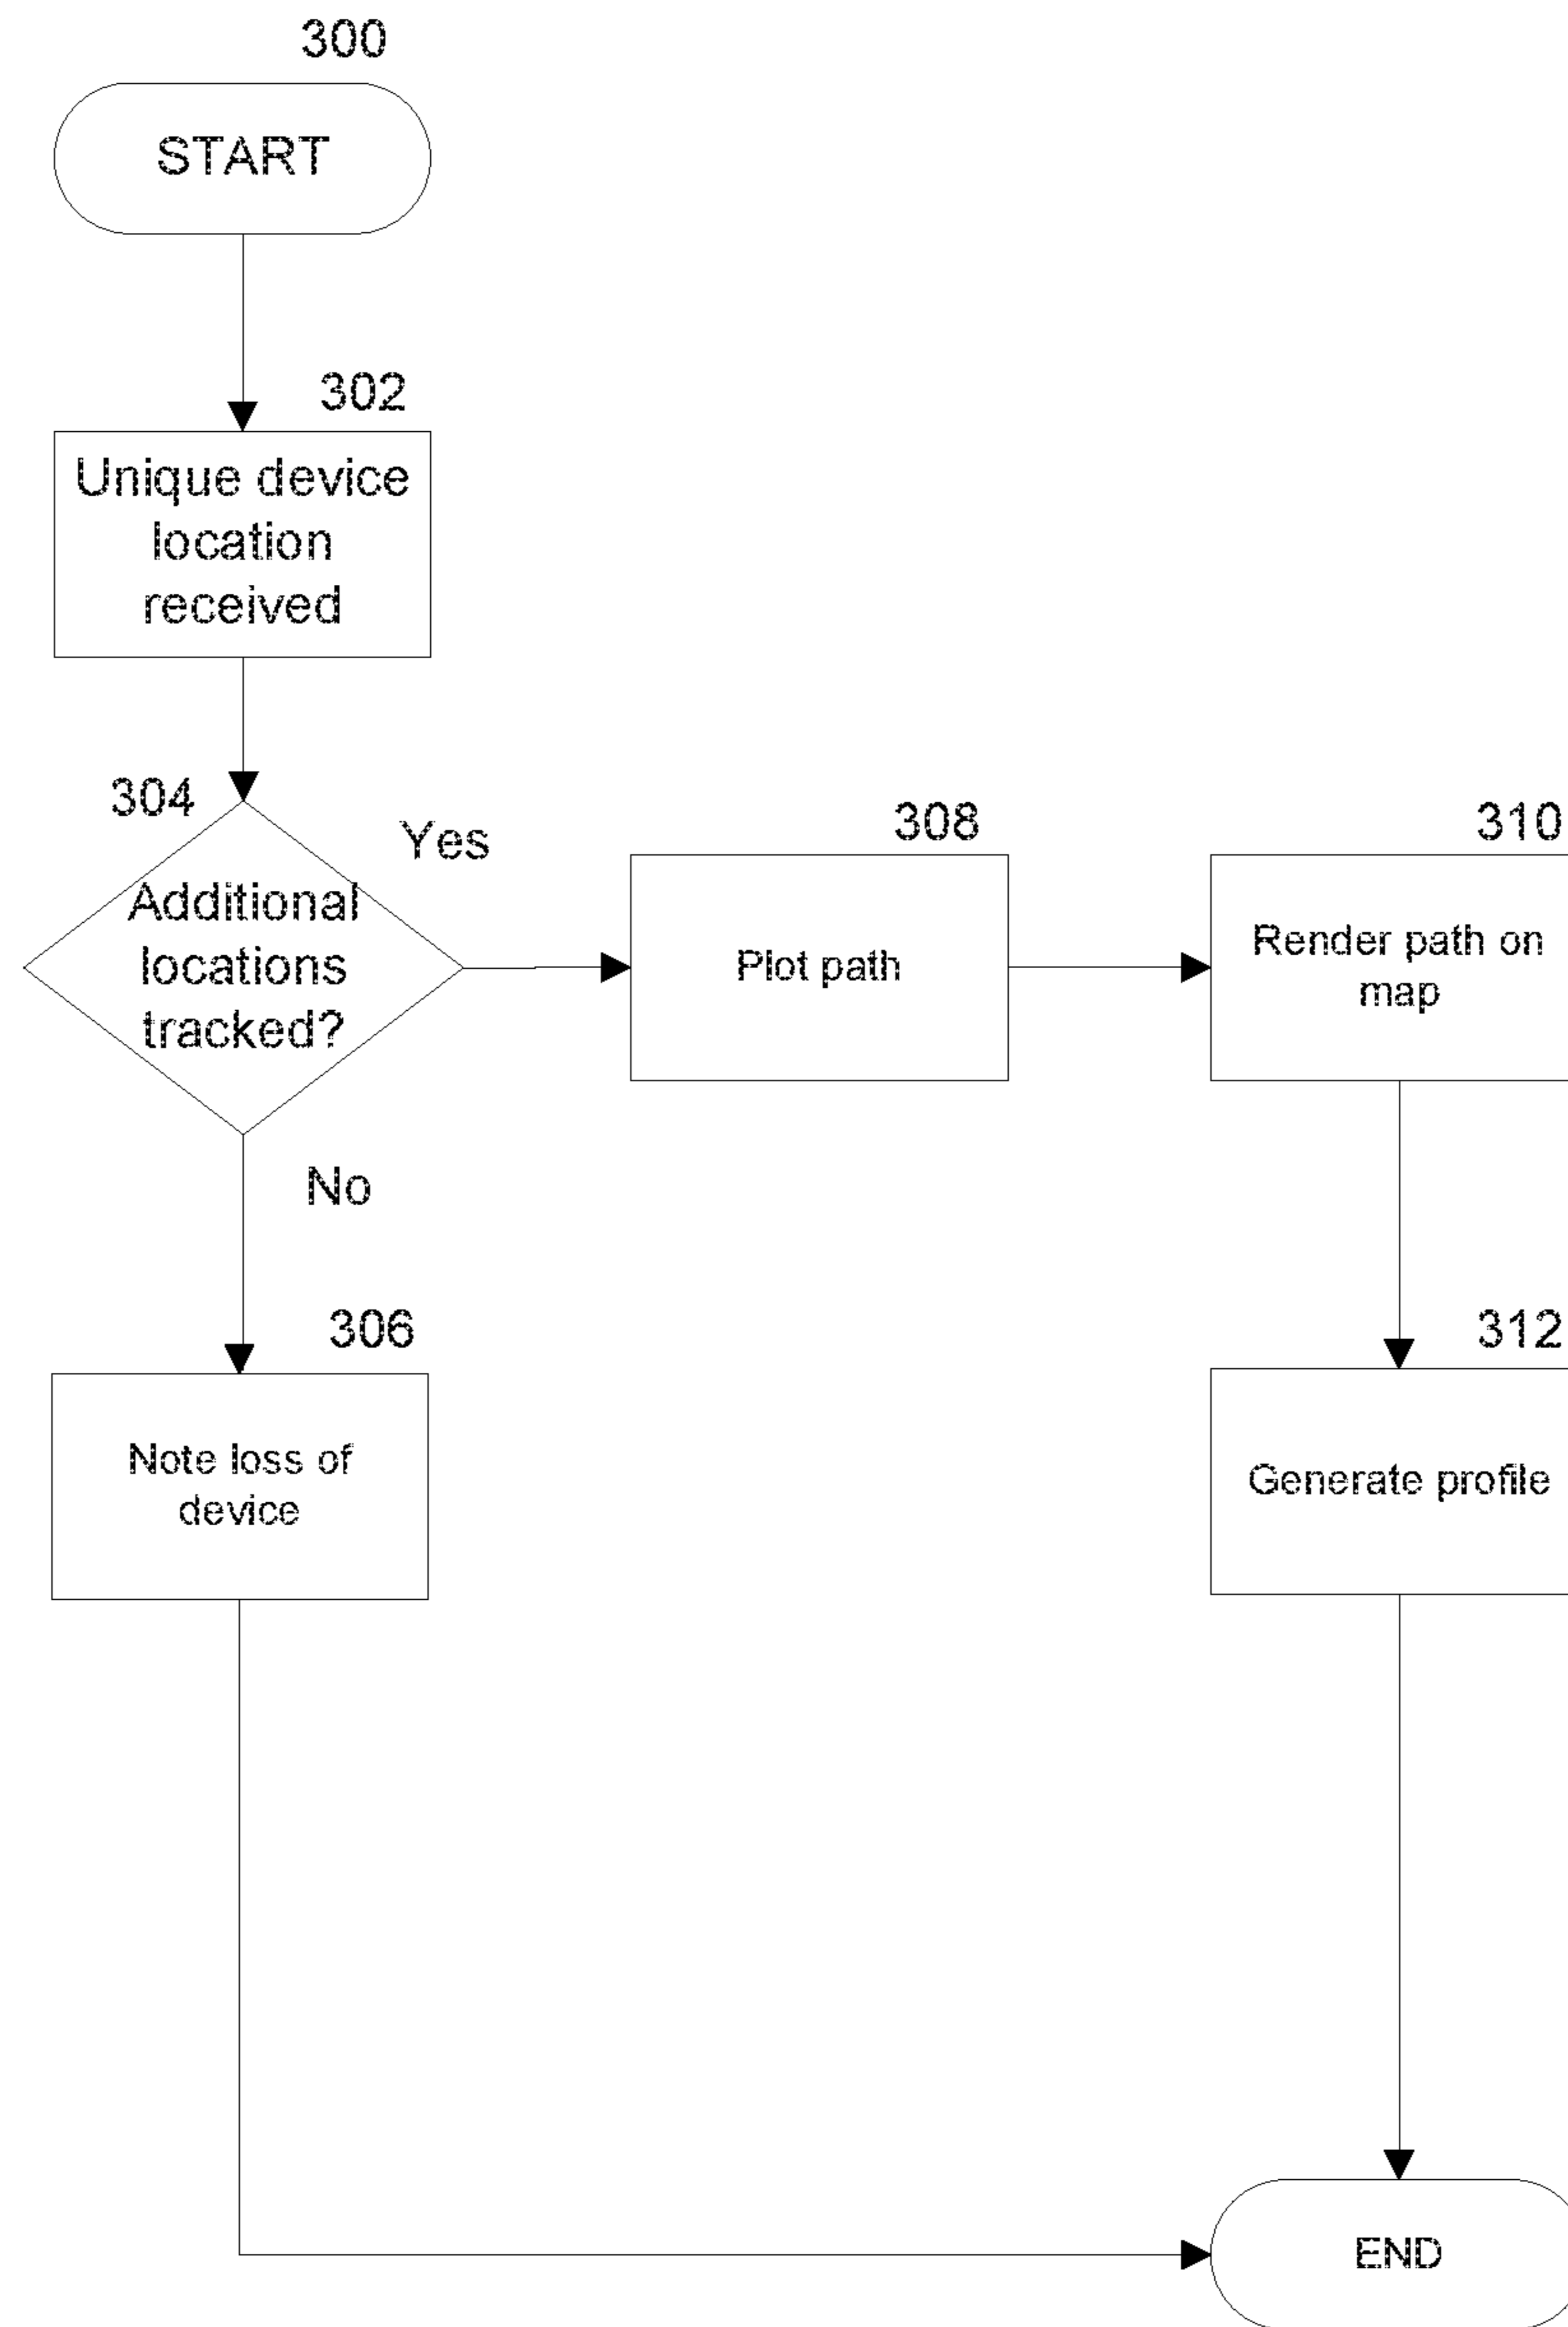 300
START
302
Unique device
location
received
304
Yes
Additional
locations
tracked?
308
Plot path
310
Render path on
map
No
306
Note loss of
device
312
Generate profile
END